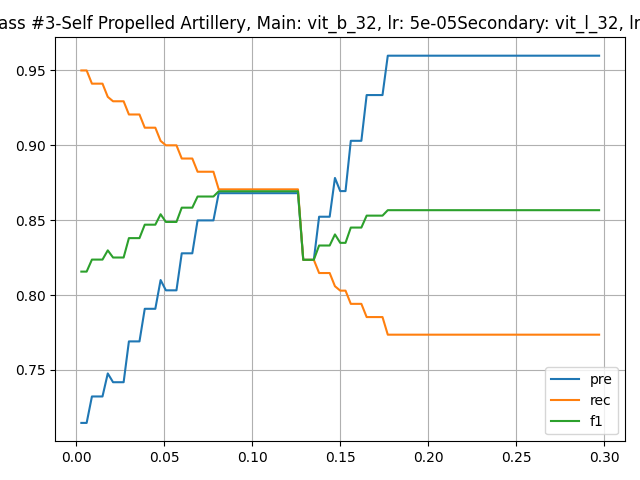 ass #3-Self Propelled Artillery, Main: vit_b_32, lr: 5e-05Secondary: vit_l_32, lr
0.95
0.90
0.85
0.80
0.75
pre
rec
f1
0.00 0.05 0.10 0.15 0.20 0.25 0.30